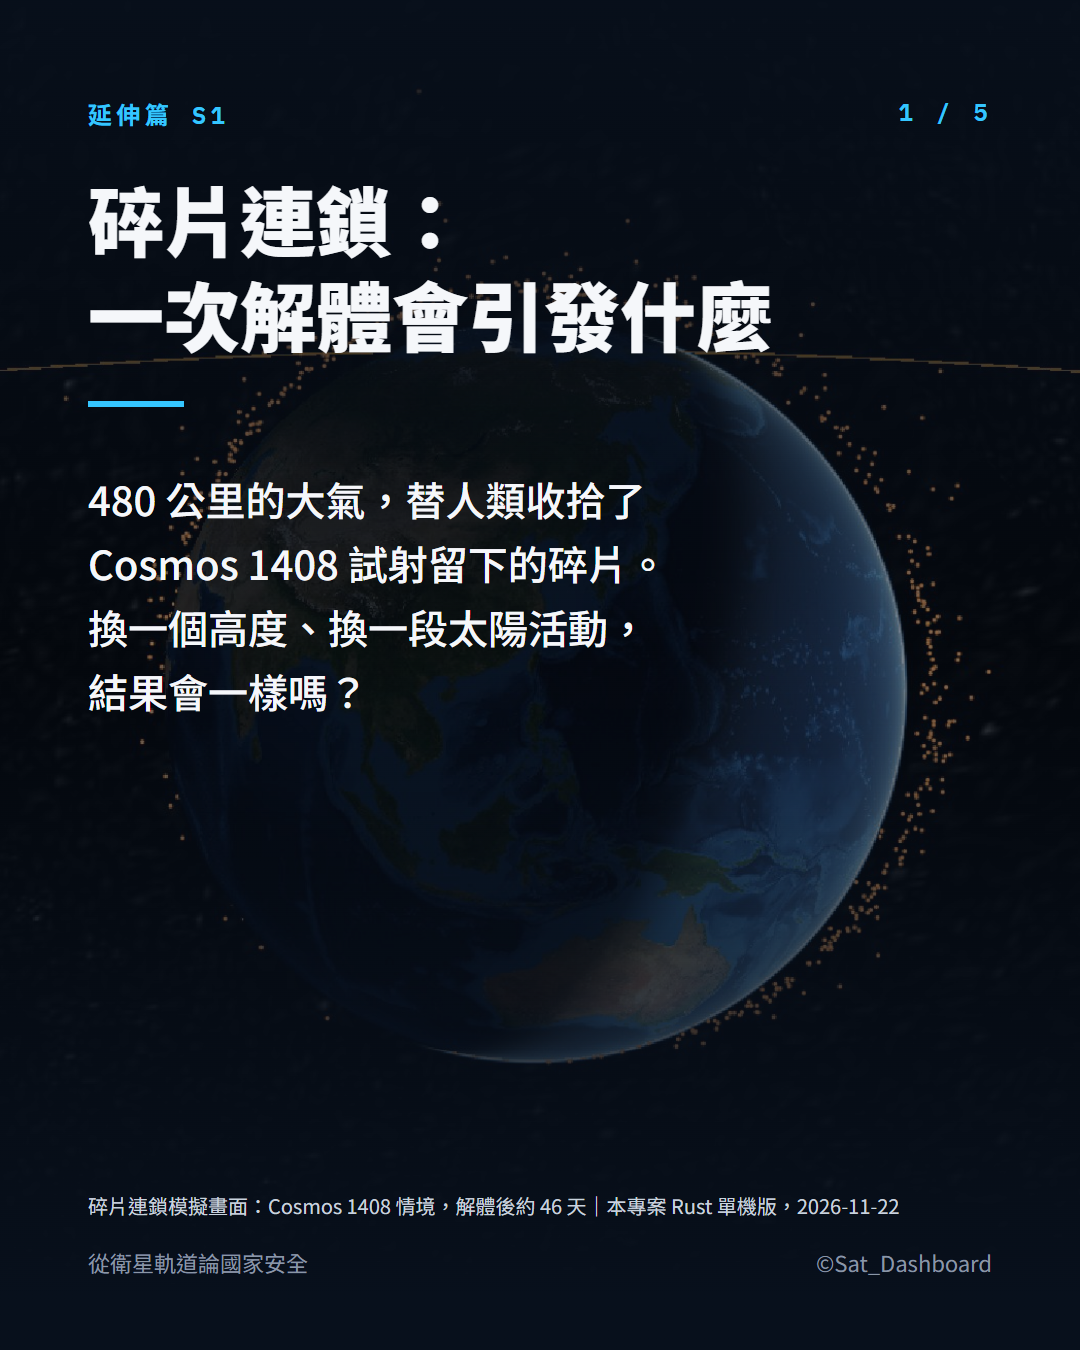 延伸篇 S1
1 / 5
碎片連鎖：
一次解體會引發什麼
480 公里的大氣，替人類收拾了
Cosmos 1408 試射留下的碎片。
換一個高度、換一段太陽活動，
結果會一樣嗎？
碎片連鎖模擬畫面：Cosmos 1408 情境，解體後約 46 天｜本專案 Rust 單機版，2026-11-22
從衛星軌道論國家安全
©Sat_Dashboard